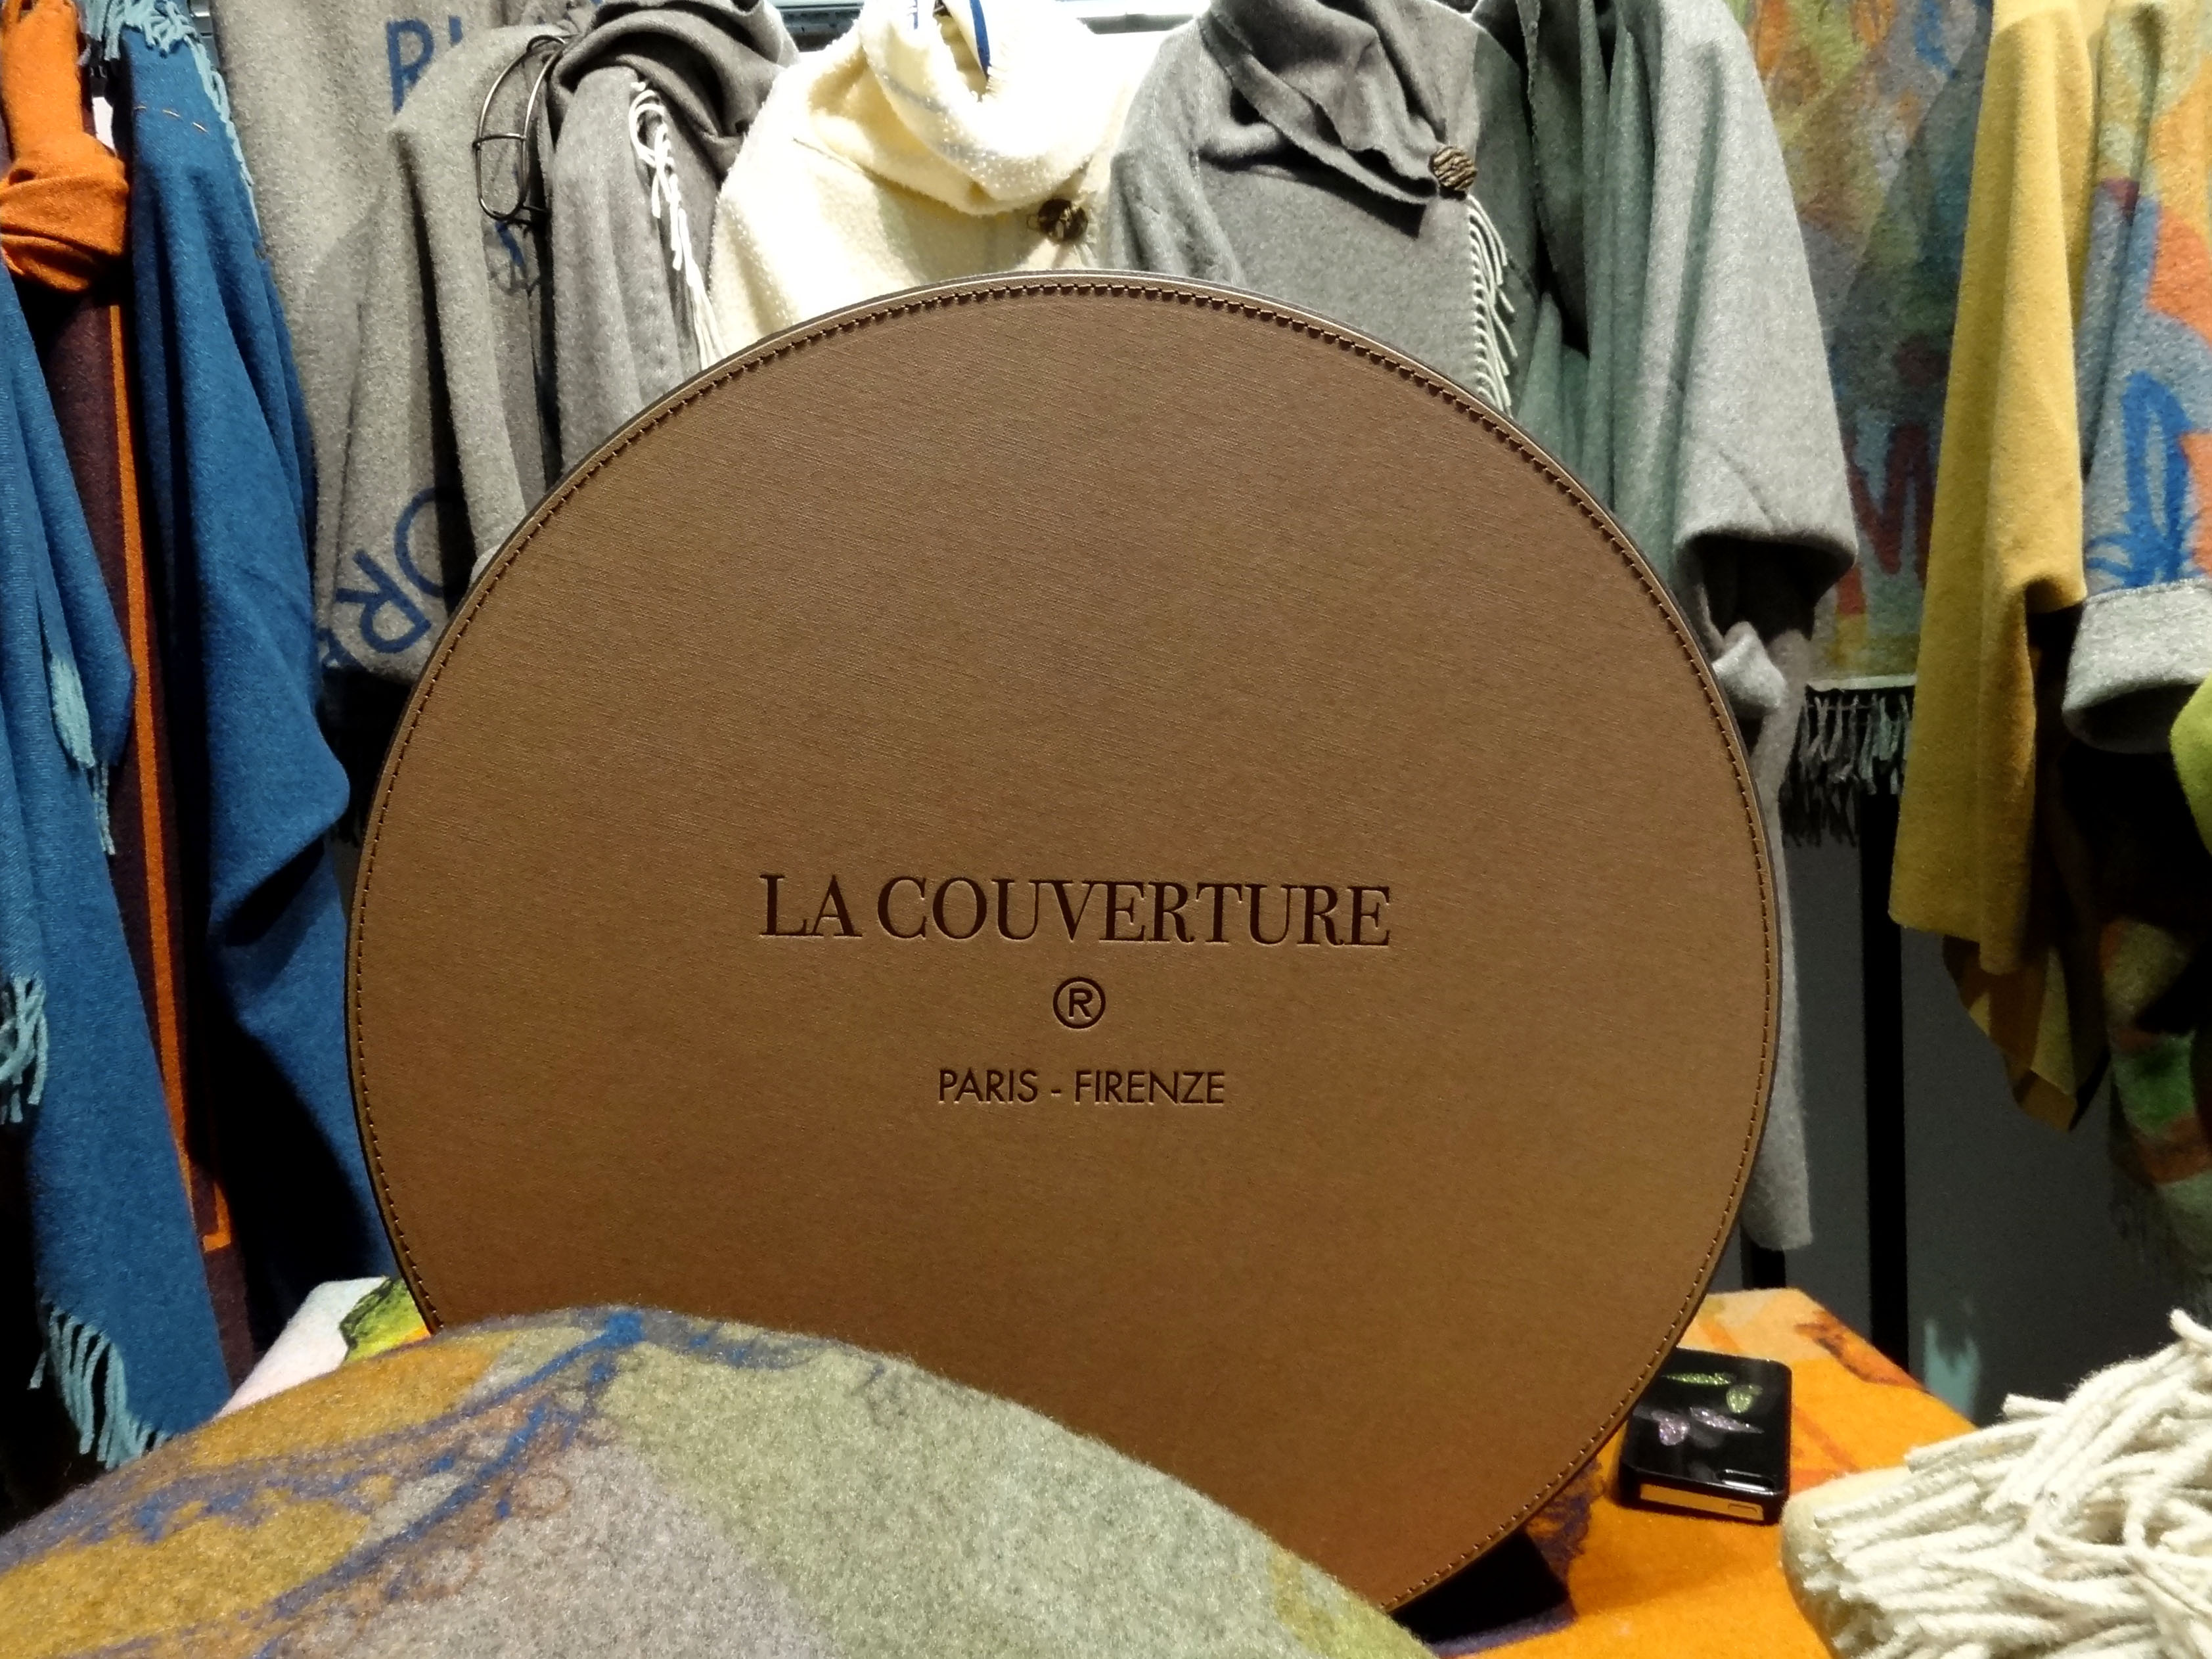 LA COUVERTURE
®
PARIS - FIRENZE